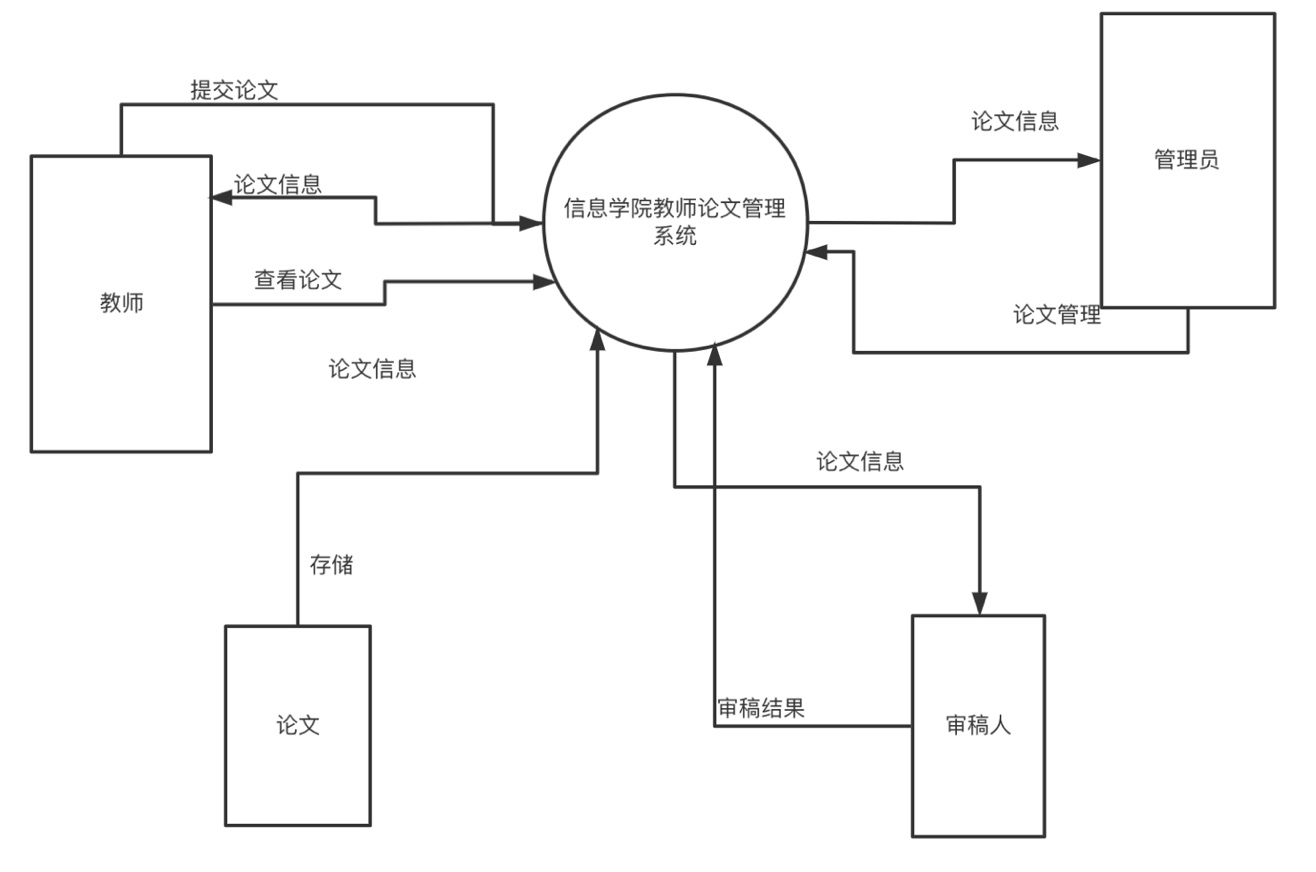 提交论文
论文信息
管理员
论文信息
信息学院教师论文管理
系统
查看论文
教师
论文管理
论文信息
论文信息
存储
审稿结果
论文
审稿人